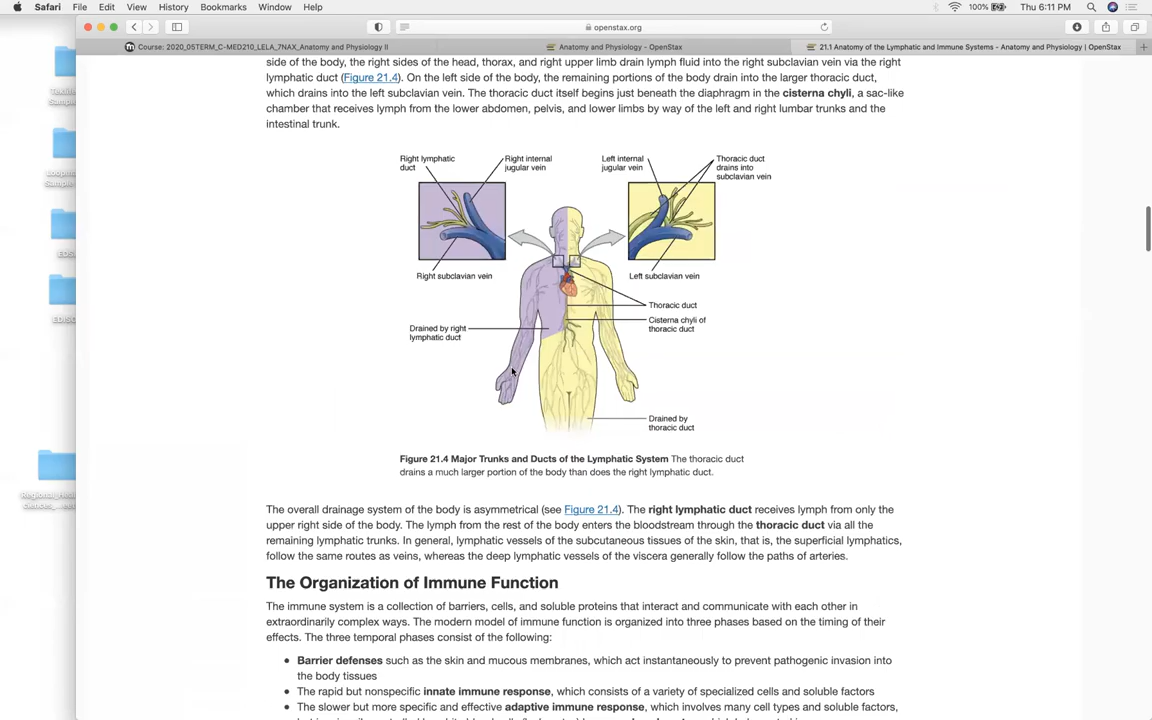 Safari File Edit View History Bookmarks Window Help 100% Thu 6:11 PM
openstax.org
Course: 2020_05TERM_C-MED210_LELA_7NAX_Anatomy and Physiology II
Anatomy and Physiology - OpenStax
21.1 Anatomy of the Lymphatic and Immune Systems - Anatomy and Physiology | OpenStax
side of the body, the right sides of the head, thorax, and right upper limb drain lymph fluid into the right subclavian vein via the right
lymphatic duct (Figure 21.4). On the left side of the body, the remaining portions of the body drain into the larger thoracic duct,
which drains into the left subclavian vein. The thoracic duct itself begins just beneath the diaphragm in the cisterna chyli, a sac-like
chamber that receives lymph from the lower abdomen, pelvis, and lower limbs by way of the left and right lumbar trunks and the
intestinal trunk.
Right lymphatic
duct
Right internal
jugular vein
Left internal
jugular vein
Thoracic duct
drains into
subclavian vein
Right subclavian vein
Left subclavian vein
Thoracic duct
Cisterna chyli of
thoracic duct
Drained by right
lymphatic duct
Drained by
thoracic duct
Figure 21.4 Major Trunks and Ducts of the Lymphatic System The thoracic duct
drains a much larger portion of the body than does the right lymphatic duct.
The overall drainage system of the body is asymmetrical (see Figure 21.4). The right lymphatic duct receives lymph from only the
upper right side of the body. The lymph from the rest of the body enters the bloodstream through the thoracic duct via all the
remaining lymphatic trunks. In general, lymphatic vessels of the subcutaneous tissues of the skin, that is, the superficial lymphatics,
follow the same routes as veins, whereas the deep lymphatic vessels of the viscera generally follow the paths of arteries.
The Organization of Immune Function
The immune system is a collection of barriers, cells, and soluble proteins that interact and communicate with each other in
extraordinarily complex ways. The modern model of immune function is organized into three phases based on the timing of their
effects. The three temporal phases consist of the following:
Barrier defenses such as the skin and mucous membranes, which act instantaneously to prevent pathogenic invasion into
the body tissues
The rapid but nonspecific innate immune response, which consists of a variety of specialized cells and soluble factors
The slower but more specific and effective adaptive immune response, which involves many cell types and soluble factors,